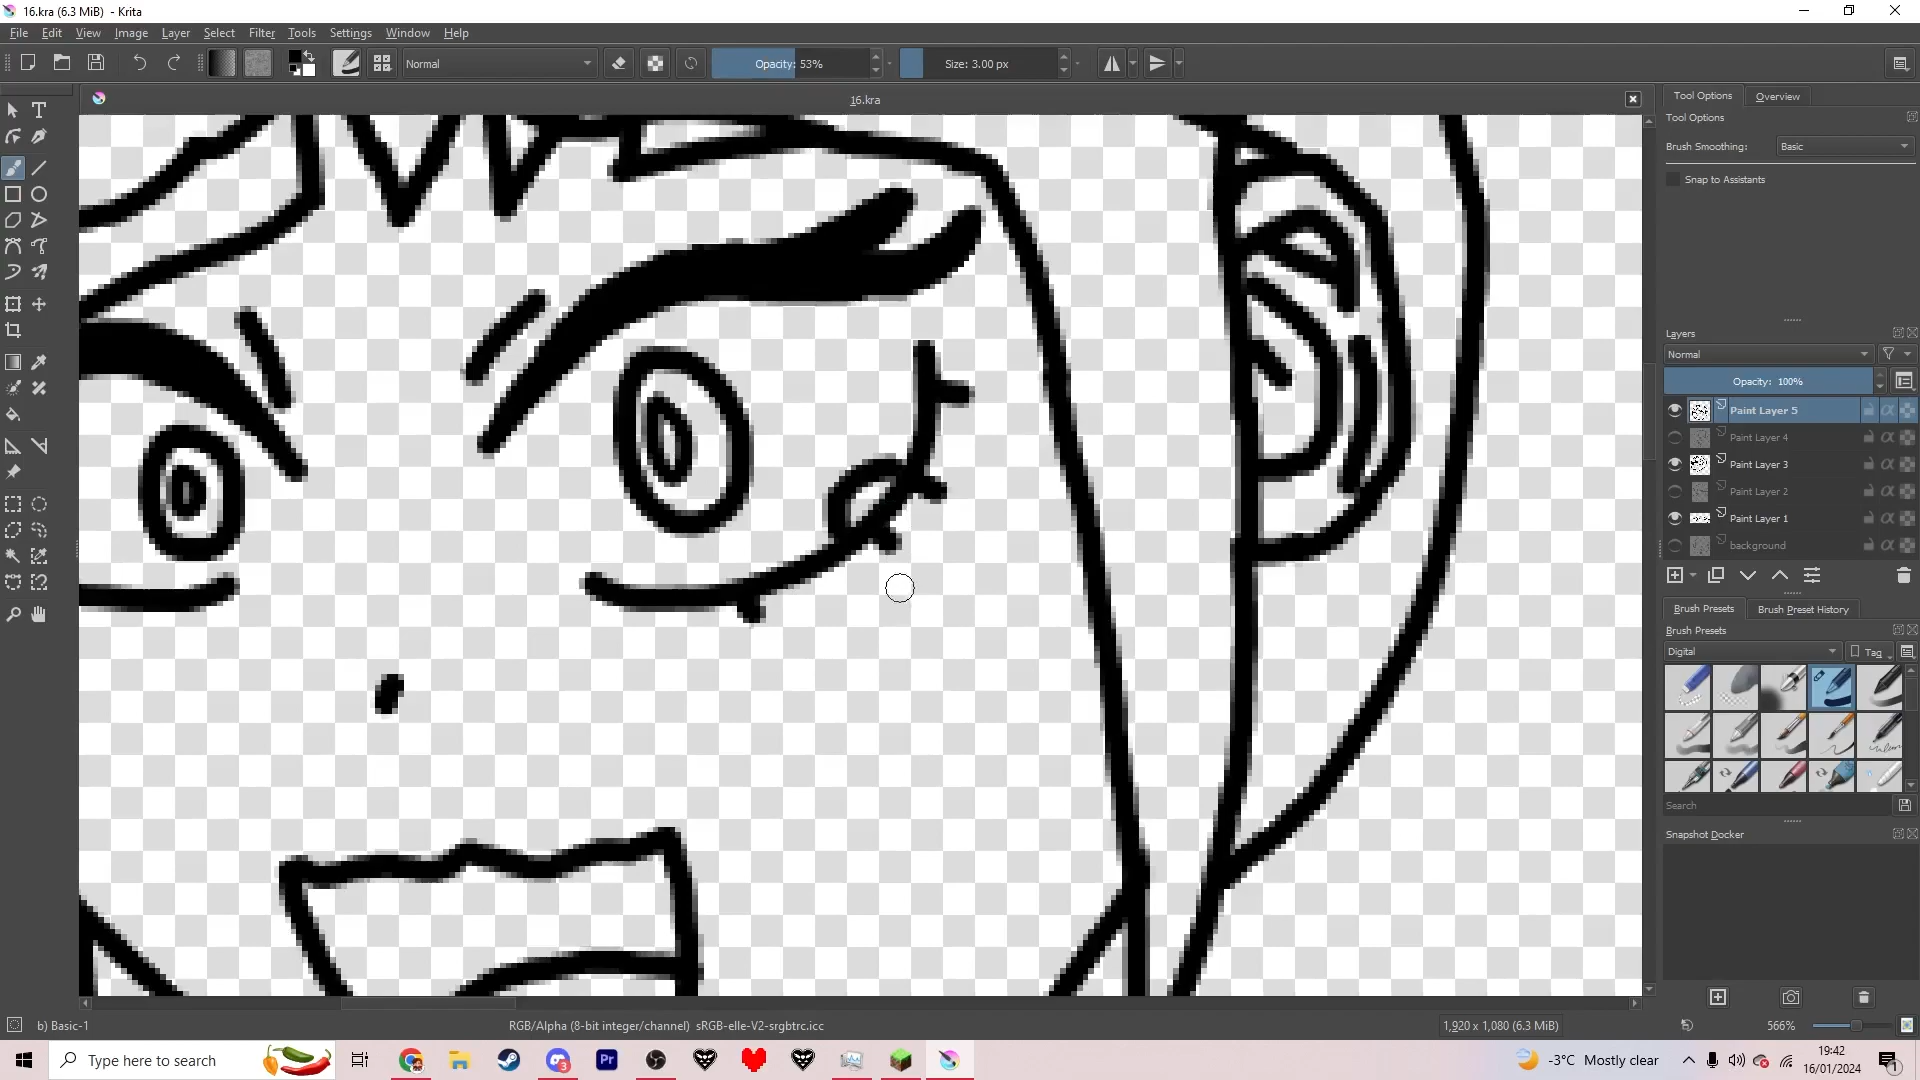 16.kra (6.3 MiB) - Krita
File Edit View Image Layer Select Filter Tools Settings Window Help
Normal Opacity: 53% Size: 3.00 px
16.kra
Tool Options Overview
Tool Options
Brush Smoothing: Basic
Snap to Assistants
Layers
Normal
Opacity: 100%
Paint Layer 5
Paint Layer 4
Paint Layer 3
Paint Layer 2
Paint Layer 1
background
Brush Presets Brush Preset History
Brush Presets
Digital Tag
Search
Snapshot Docker
b) Basic-1 RGB/Alpha (8-bit integer/channel) sRGB-elle-V2-srgbtrc.icc 1,920 x 1,080 (6.3 MiB) 566%
Type here to search -3°C Mostly clear 19:42
16/01/2024